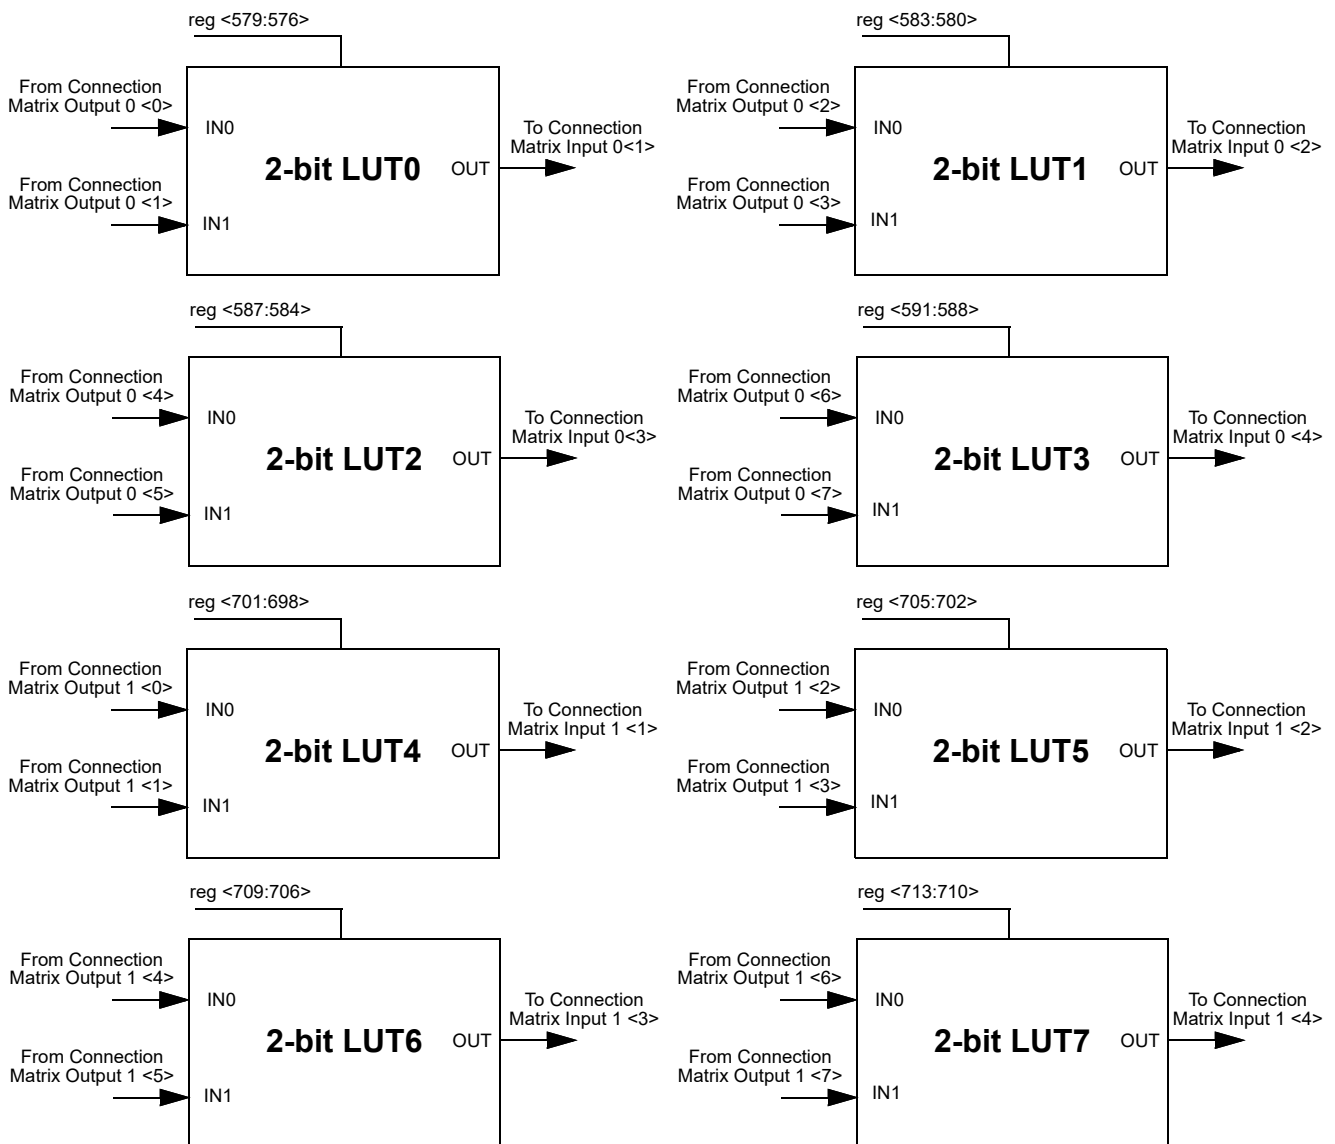 reg <579:576>
From Connection
Matrix Output 0 <0>
IN0
From Connection
Matrix Output 0 <1>
IN1
2-bit LUT0
OUT
To Connection
Matrix Input 0<1>
reg <583:580>
From Connection
Matrix Output 0 <2>
IN0
From Connection
Matrix Output 0 <3>
IN1
2-bit LUT1
OUT
To Connection
Matrix Input 0 <2>
reg <587:584>
From Connection
Matrix Output 0 <4>
IN0
From Connection
Matrix Output 0 <5>
IN1
2-bit LUT2
OUT
To Connection
Matrix Input 0<3>
reg <591:588>
From Connection
Matrix Output 0 <6>
IN0
From Connection
Matrix Output 0 <7>
IN1
2-bit LUT3
OUT
To Connection
Matrix Input 0 <4>
reg <701:698>
From Connection
Matrix Output 1 <0>
IN0
From Connection
Matrix Output 1 <1>
IN1
2-bit LUT4
OUT
To Connection
Matrix Input 1 <1>
reg <705:702>
From Connection
Matrix Output 1 <2>
IN0
From Connection
Matrix Output 1 <3>
IN1
2-bit LUT5
OUT
To Connection
Matrix Input 1 <2>
reg <709:706>
From Connection
Matrix Output 1 <4>
IN0
From Connection
Matrix Output 1 <5>
IN1
2-bit LUT6
OUT
To Connection
Matrix Input 1 <3>
reg <713:710>
From Connection
Matrix Output 1 <6>
IN0
From Connection
Matrix Output 1 <7>
IN1
2-bit LUT7
OUT
To Connection
Matrix Input 1 <4>